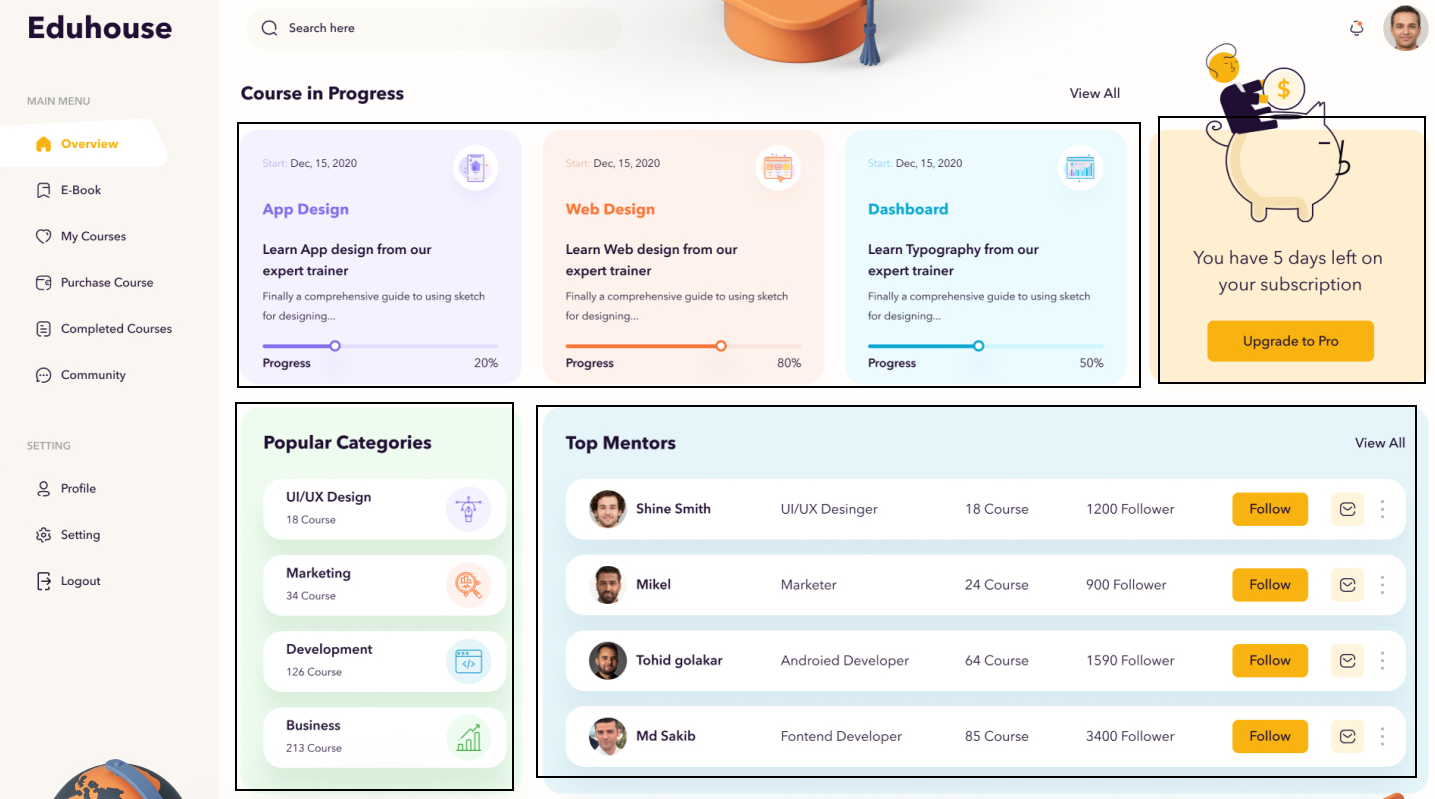 Eduhouse
Search here
MAIN MENU
Overview
E-Book
My Courses
Purchase Course
Completed Courses
Community
SETTING
Profile
Setting
Logout
Course in Progress
View All
Start: Dec, 15, 2020
App Design
Learn App design from our
expert trainer
Finally a comprehensive guide to using sketch
for designing...
Progress 20%
Start: Dec, 15, 2020
Web Design
Learn Web design from our
expert trainer
Finally a comprehensive guide to using sketch
for designing...
Progress 80%
Start: Dec, 15, 2020
Dashboard
Learn Typography from our
expert trainer
Finally a comprehensive guide to using sketch
for designing...
Progress 50%
$
You have 5 days left on
your subscription
Upgrade to Pro
Popular Categories
UI/UX Design
18 Course
Marketing
34 Course
Development
126 Course
</>
Business
213 Course
Top Mentors
View All
Shine Smith UI/UX Desinger 18 Course 1200 Follower Follow
Mikel Marketer 24 Course 900 Follower Follow
Tohid golakar Androied Developer 64 Course 1590 Follower Follow
Md Sakib Fontend Developer 85 Course 3400 Follower Follow